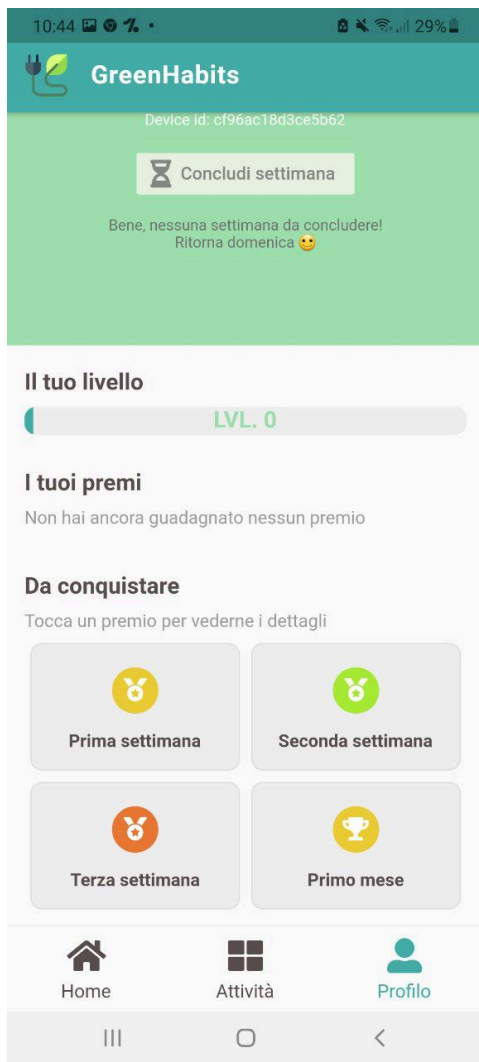 10:44
29%
GreenHabits
Device id: cf96ac18d3ce5b62
Concludi settimana
Bene, nessuna settimana da concludere!
Ritorna domenica
Il tuo livello
LVL. 0
I tuoi premi
Non hai ancora guadagnato nessun premio
Da conquistare
Tocca un premio per vederne i dettagli
Prima settimana
Seconda settimana
Terza settimana
Primo mese
Home
Attività
Profilo